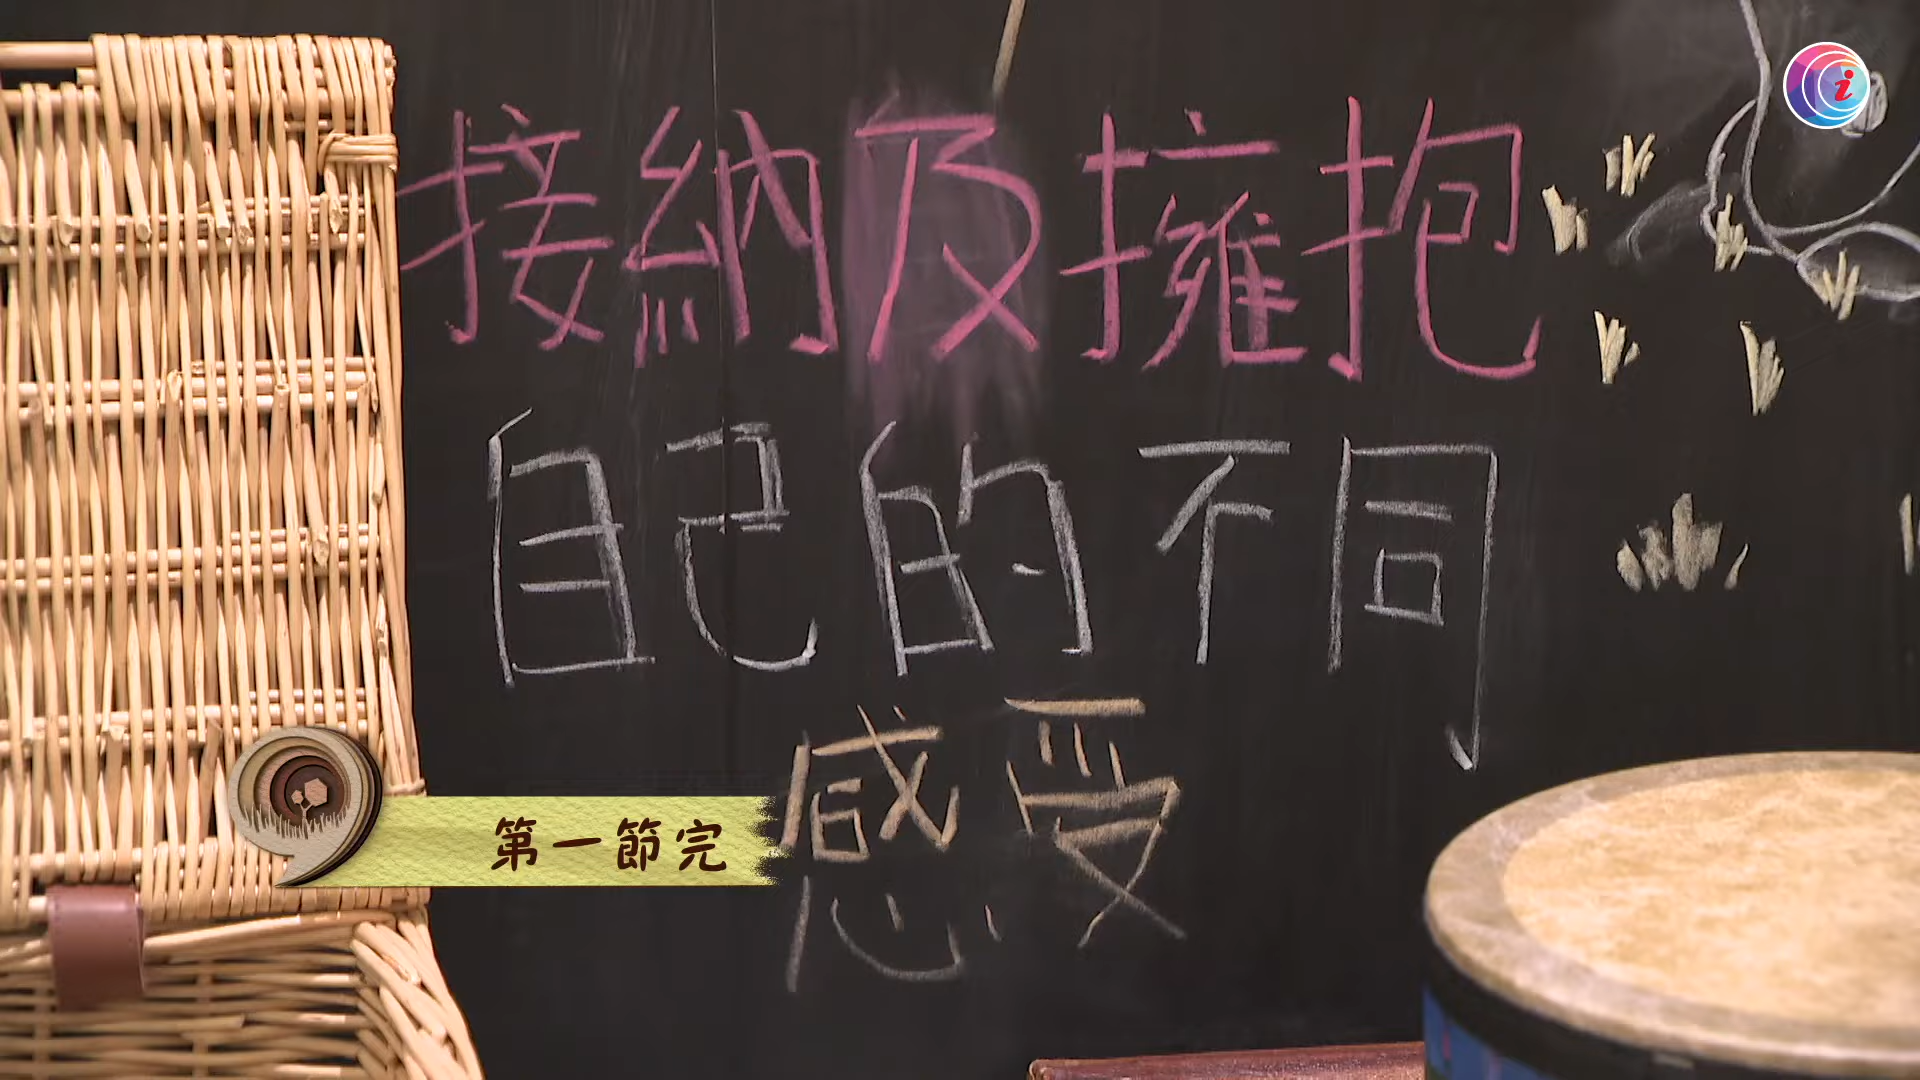 接納及擁抱
自己的不同
感受
第一節完
i